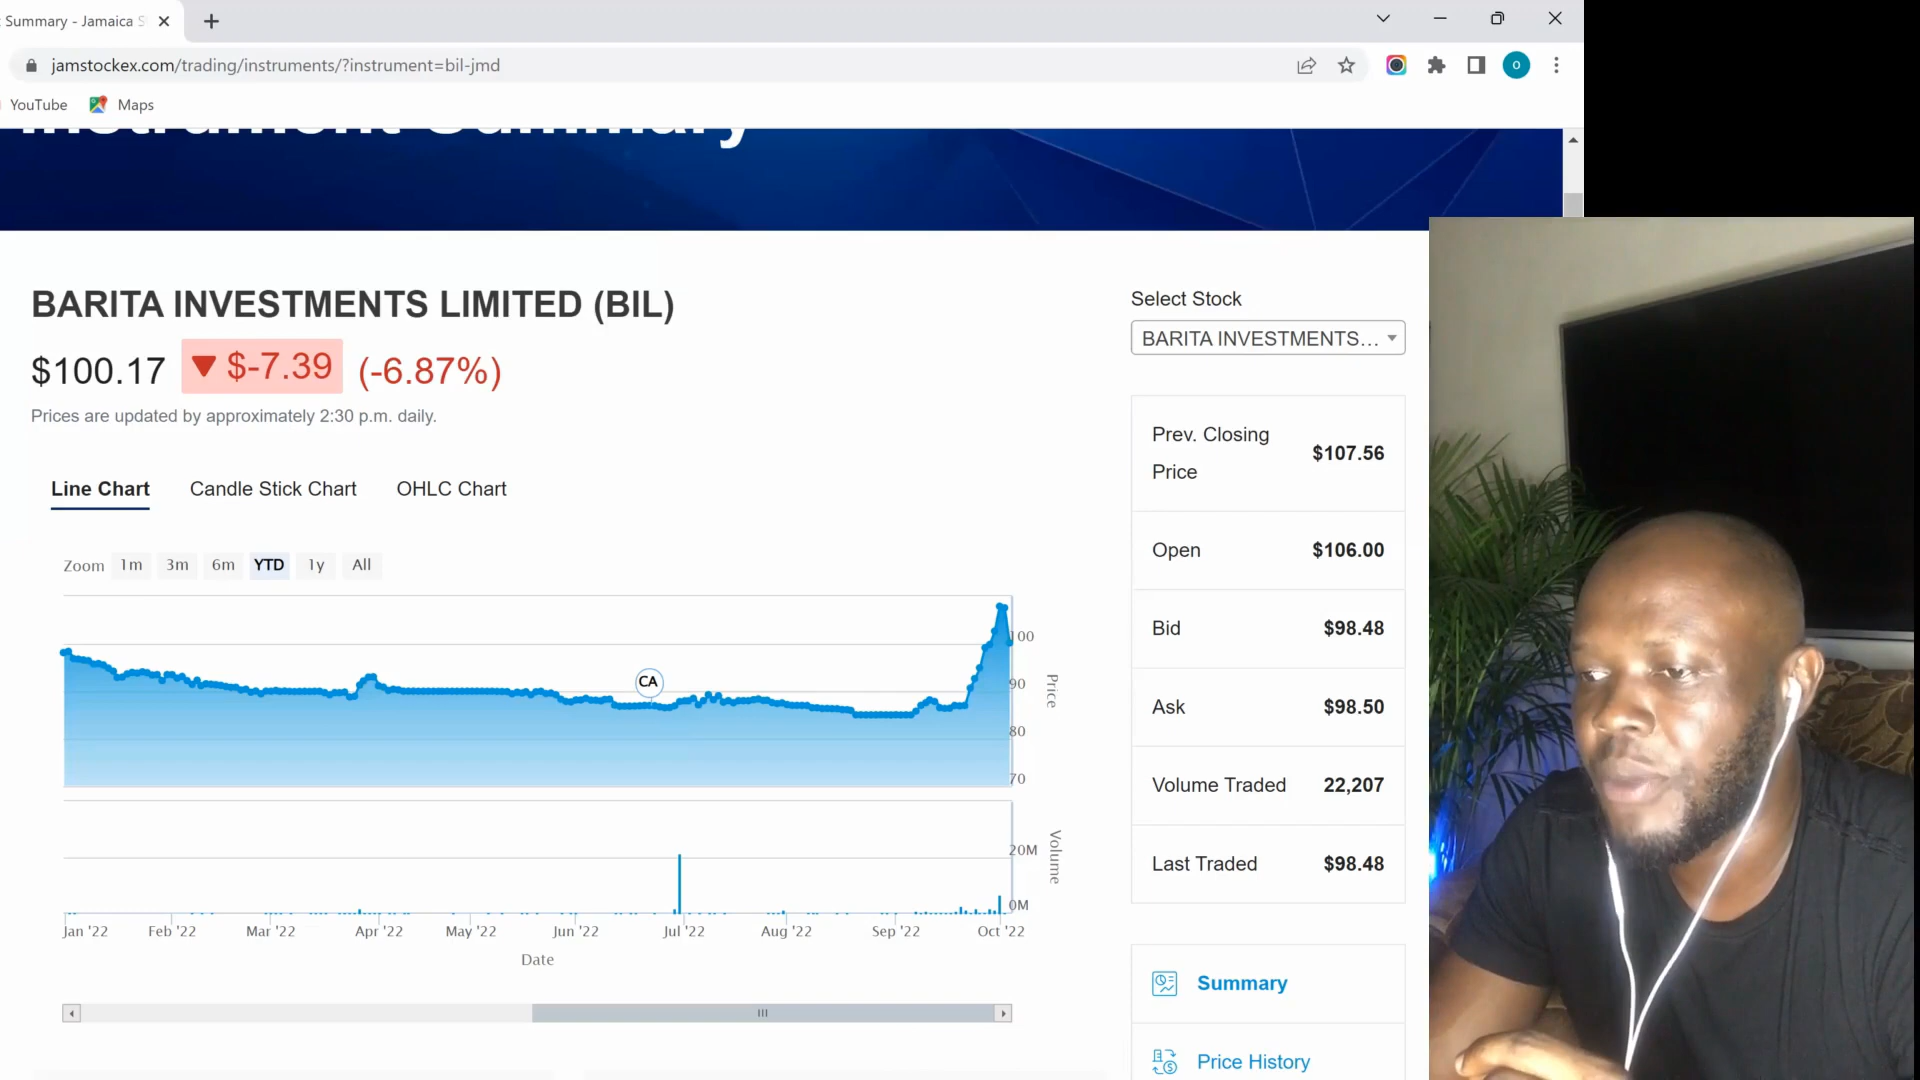 Summary - Jamaica S
jamstockex.com/trading/instruments/?instrument=bil-jmd
o
YouTube
Maps
Instrument Summary
BARITA INVESTMENTS LIMITED (BIL)
$100.17 ▼ $-7.39 (-6.87%)
Prices are updated by approximately 2:30 p.m. daily.
Line Chart
Candle Stick Chart
OHLC Chart
Zoom 1m 3m 6m YTD 1y All
CA
100
90
80
70
Price
20M
0M
Volume
Jan '22 Feb '22 Mar '22 Apr '22 May '22 Jun '22 Jul '22 Aug '22 Sep '22 Oct '22
Date
Select Stock
BARITA INVESTMENTS...
Prev. Closing
Price
$107.56
Open $106.00
Bid $98.48
Ask $98.50
Volume Traded 22,207
Last Traded $98.48
Summary
Price History